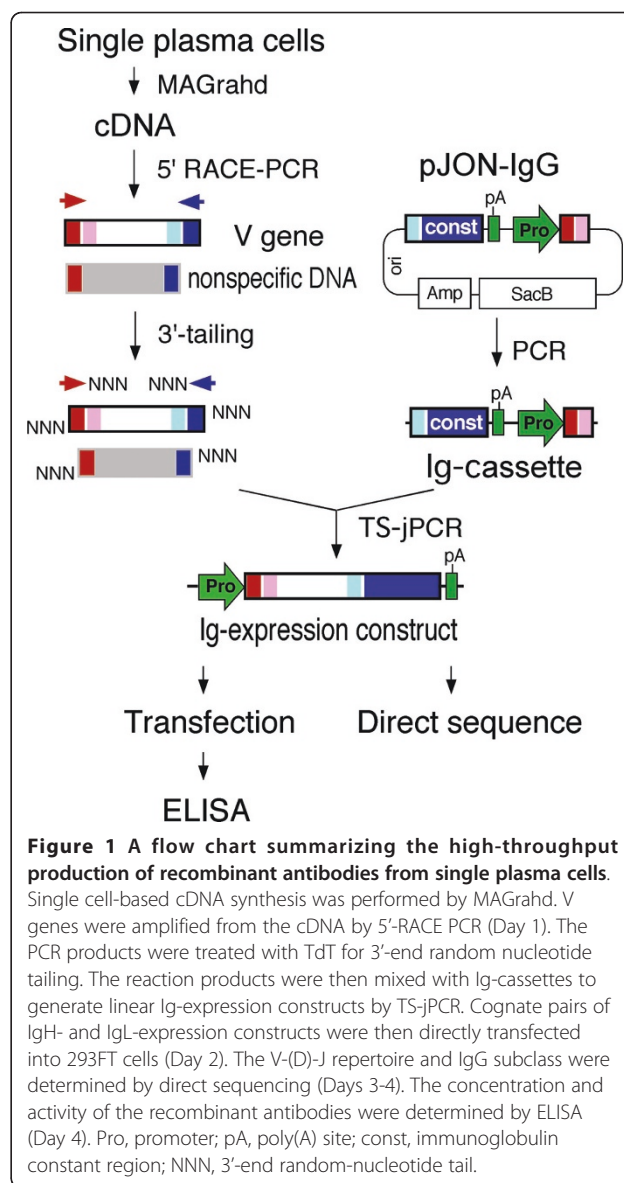 Single plasma cells
MAGrahd
cDNA
5' RACE-PCR
V gene
nonspecific DNA
3'-tailing
NNN NNN
NNN
NNN
NNN
NNN
pJON-IgG
pA
const
Pro
ori
Amp
SacB
PCR
pA
const
Pro
Ig-cassette
TS-jPCR
pA
Pro
Ig-expression construct
Transfection
Direct sequence
ELISA
Figure 1 A flow chart summarizing the high-throughput
production of recombinant antibodies from single plasma cells.
Single cell-based cDNA synthesis was performed by MAGrahd. V
genes were amplified from the cDNA by 5'-RACE PCR (Day 1). The
PCR products were treated with TdT for 3'-end random nucleotide
tailing. The reaction products were then mixed with Ig-cassettes to
generate linear Ig-expression constructs by TS-jPCR. Cognate pairs of
IgH- and IgL-expression constructs were then directly transfected
into 293FT cells (Day 2). The V-(D)-J repertoire and IgG subclass were
determined by direct sequencing (Days 3-4). The concentration and
activity of the recombinant antibodies were determined by ELISA
(Day 4). Pro, promoter; pA, poly(A) site; const, immunoglobulin
constant region; NNN, 3'-end random-nucleotide tail.